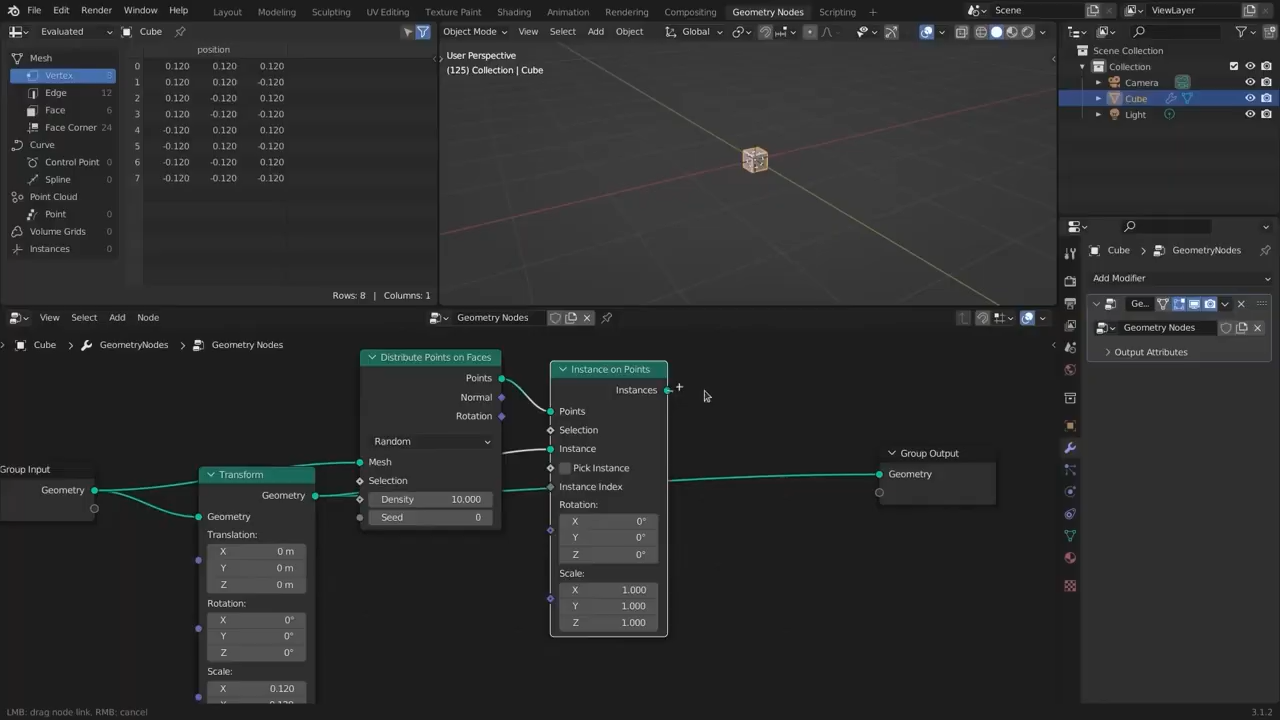 File Edit Render Window Help Layout Modeling Sculpting UV Editing Texture Paint Shading Animation Rendering Compositing Geometry Nodes Scripting + Scene ViewLayer
Evaluated Cube
position
Mesh
Vertex 8
Edge 12
Face 6
Face Corner 24
Curve
Control Point 0
Spline 0
Point Cloud
Point 0
Volume Grids 0
Instances 0
0 0.120 0.120 0.120
1 0.120 0.120 -0.120
2 0.120 -0.120 0.120
3 0.120 -0.120 -0.120
4 -0.120 0.120 0.120
5 -0.120 0.120 -0.120
6 -0.120 -0.120 0.120
7 -0.120 -0.120 -0.120
Rows: 8 | Columns: 1
Object Mode View Select Add Object Global
User Perspective
(125) Collection | Cube
Scene Collection
Collection
Camera
Cube
Light
Cube GeometryNodes
Add Modifier
Ge...
Geometry Nodes
Output Attributes
View Select Add Node Geometry Nodes
Cube GeometryNodes Geometry Nodes
Group Input
Geometry
Transform
Geometry
Geometry
Translation:
X 0 m
Y 0 m
Z 0 m
Rotation:
X 0°
Y 0°
Z 0°
Scale:
X 0.120
Distribute Points on Faces
Points
Normal
Rotation
Random
Mesh
Selection
Density 10.000
Seed 0
Instance on Points
Instances
Points
Selection
Instance
Pick Instance
Instance Index
Rotation:
X 0°
Y 0°
Z 0°
Scale:
X 1.000
Y 1.000
Z 1.000
Group Output
Geometry
LMB: drag node link, RMB: cancel
3.1.2